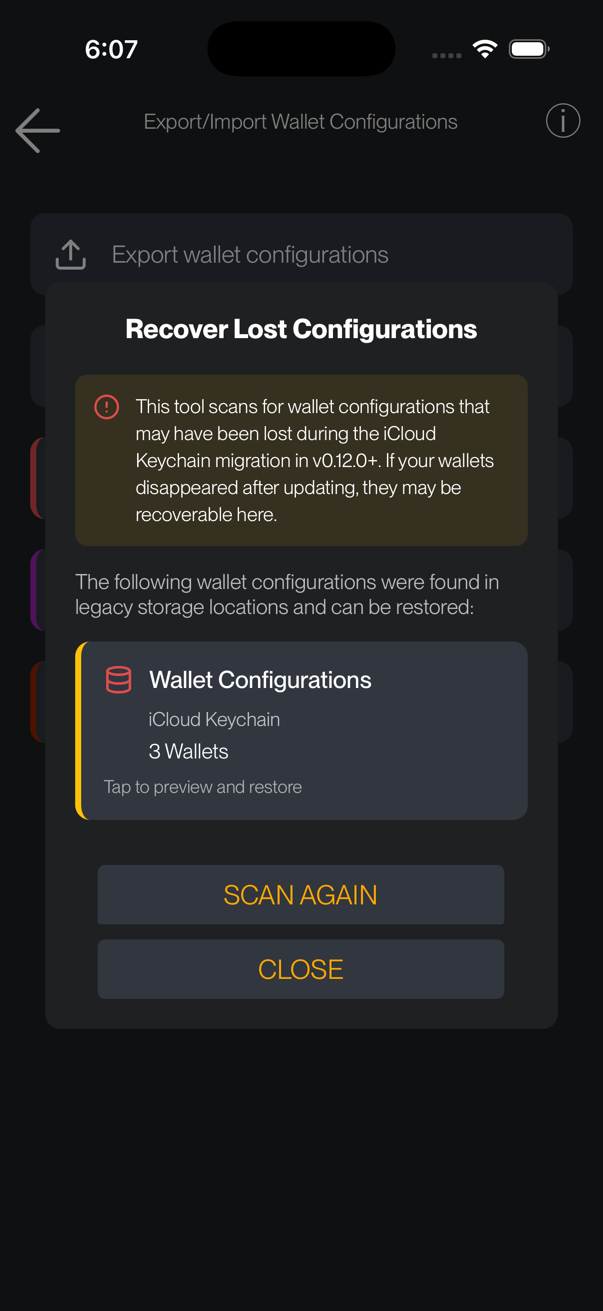 6:07
Export/Import Wallet Configurations
Export wallet configurations
Recover Lost Configurations
This tool scans for wallet configurations that
may have been lost during the iCloud
Keychain migration in v0.12.0+. If your wallets
disappeared after updating, they may be
recoverable here.
The following wallet configurations were found in
legacy storage locations and can be restored:
Wallet Configurations
iCloud Keychain
3 Wallets
Tap to preview and restore
SCAN AGAIN
CLOSE